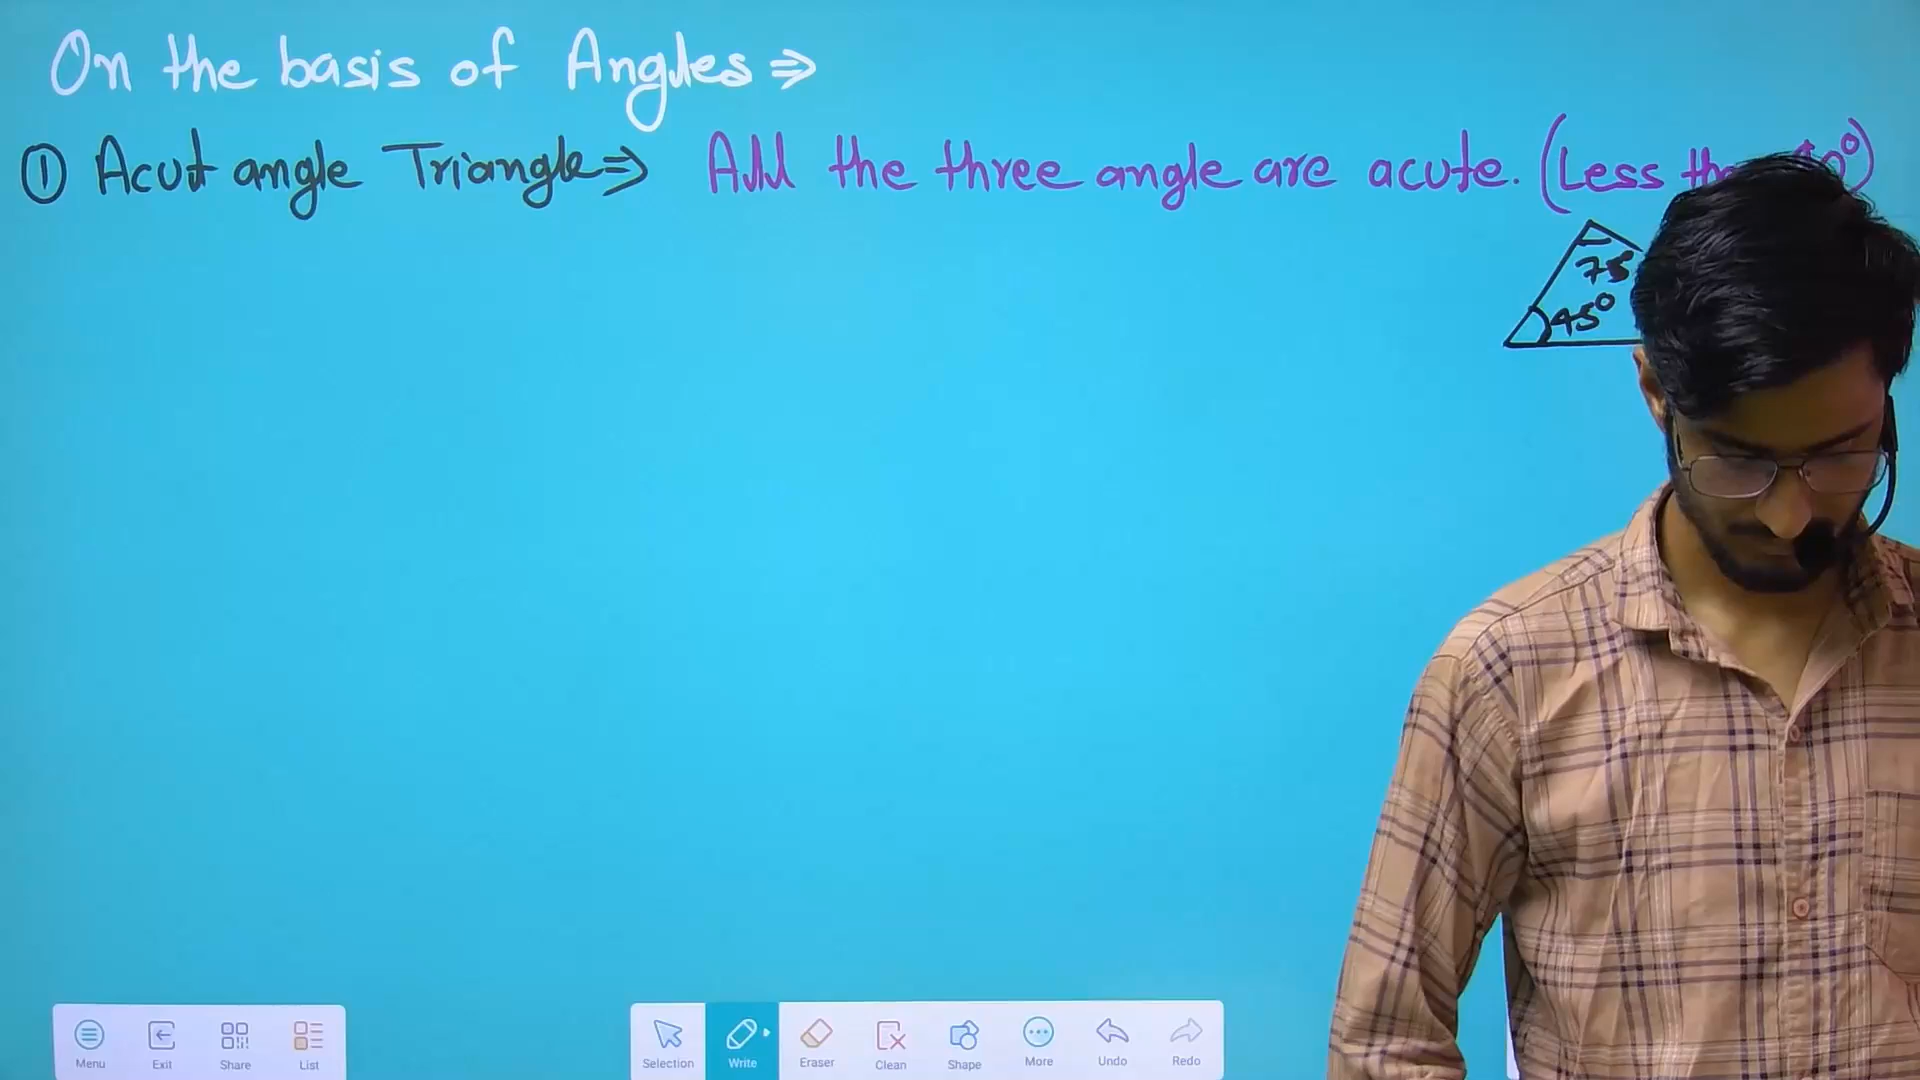 On the basis of Angles ⇒
① Acut angle Triangle ⇒ All the three angle are acute. (Less
75
45°
Menu Exit Share List Selection Write Eraser Clean Shape More Undo Redo